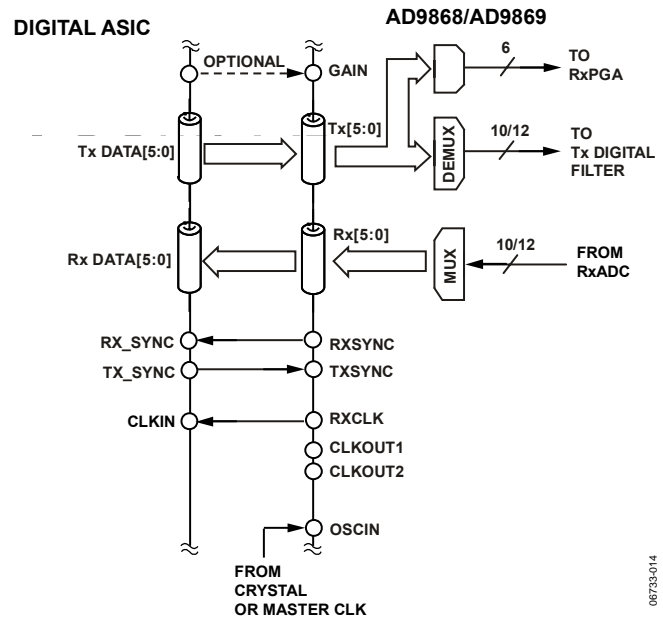 DIGITAL ASIC
AD9868/AD9869
OPTIONAL
GAIN
6
TO
RxPGA
Tx DATA[5:0]
Tx[5:0]
DEMUX
10/12
TO
Tx DIGITAL
FILTER
Rx DATA[5:0]
Rx[5:0]
MUX
10/12
FROM
RxADC
RX_SYNC
RXSYNC
TX_SYNC
TXSYNC
CLKIN
RXCLK
CLKOUT1
CLKOUT2
OSCIN
FROM
CRYSTAL
OR MASTER CLK
06733-014